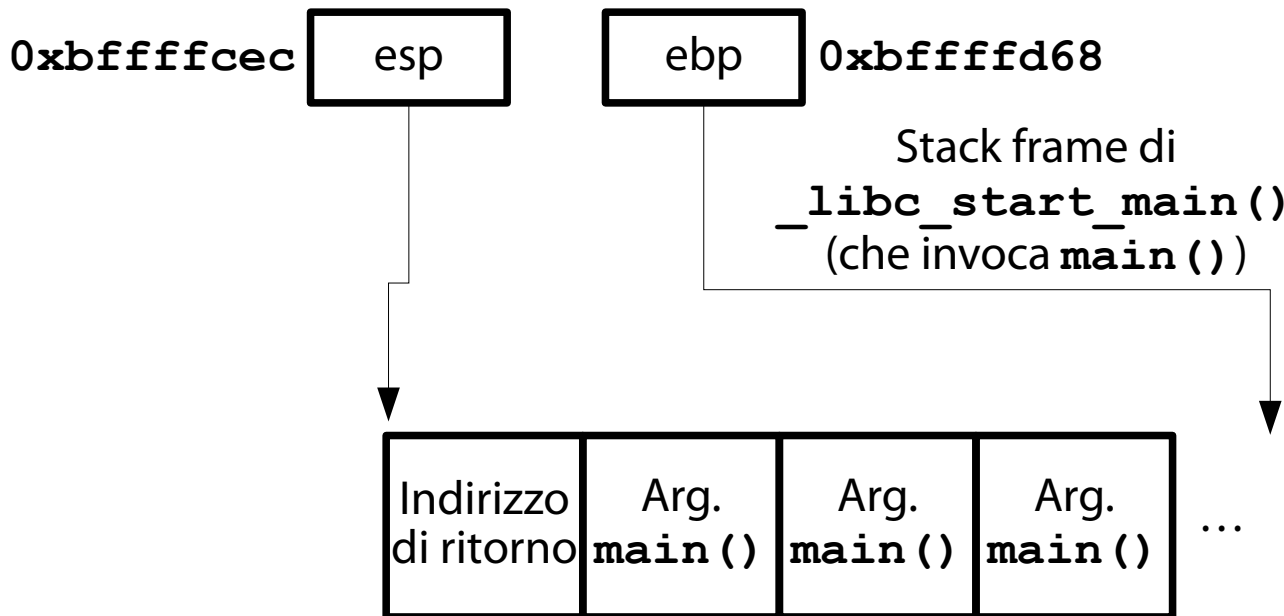 0xbffffcec esp ebp 0xbffffd68
Stack frame di
_libc_start_main()
(che invoca main())
Indirizzo Arg. Arg. Arg. ...
di ritorno main() main() main()